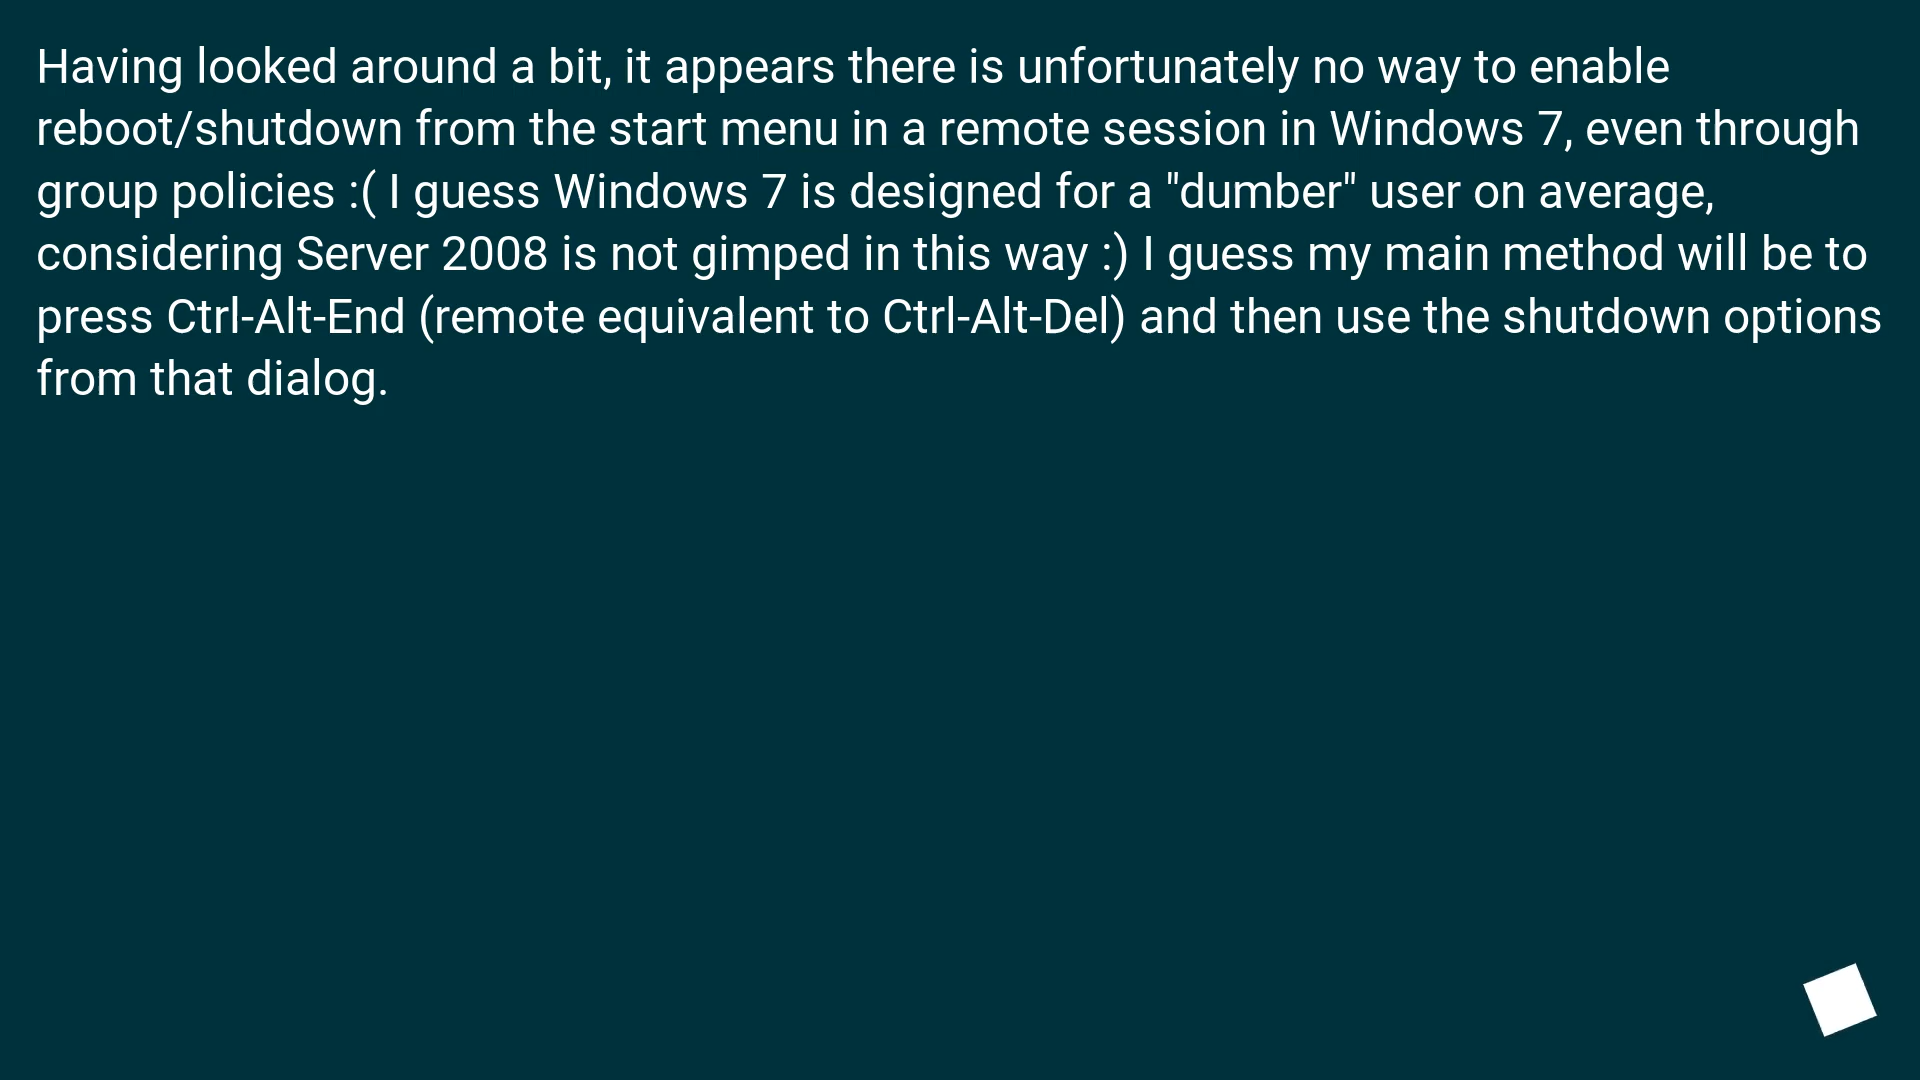 Having looked around a bit, it appears there is unfortunately no way to enable
reboot/shutdown from the start menu in a remote session in Windows 7, even through
group policies :( I guess Windows 7 is designed for a "dumber" user on average,
considering Server 2008 is not gimped in this way :) I guess my main method will be to
press Ctrl-Alt-End (remote equivalent to Ctrl-Alt-Del) and then use the shutdown options
from that dialog.